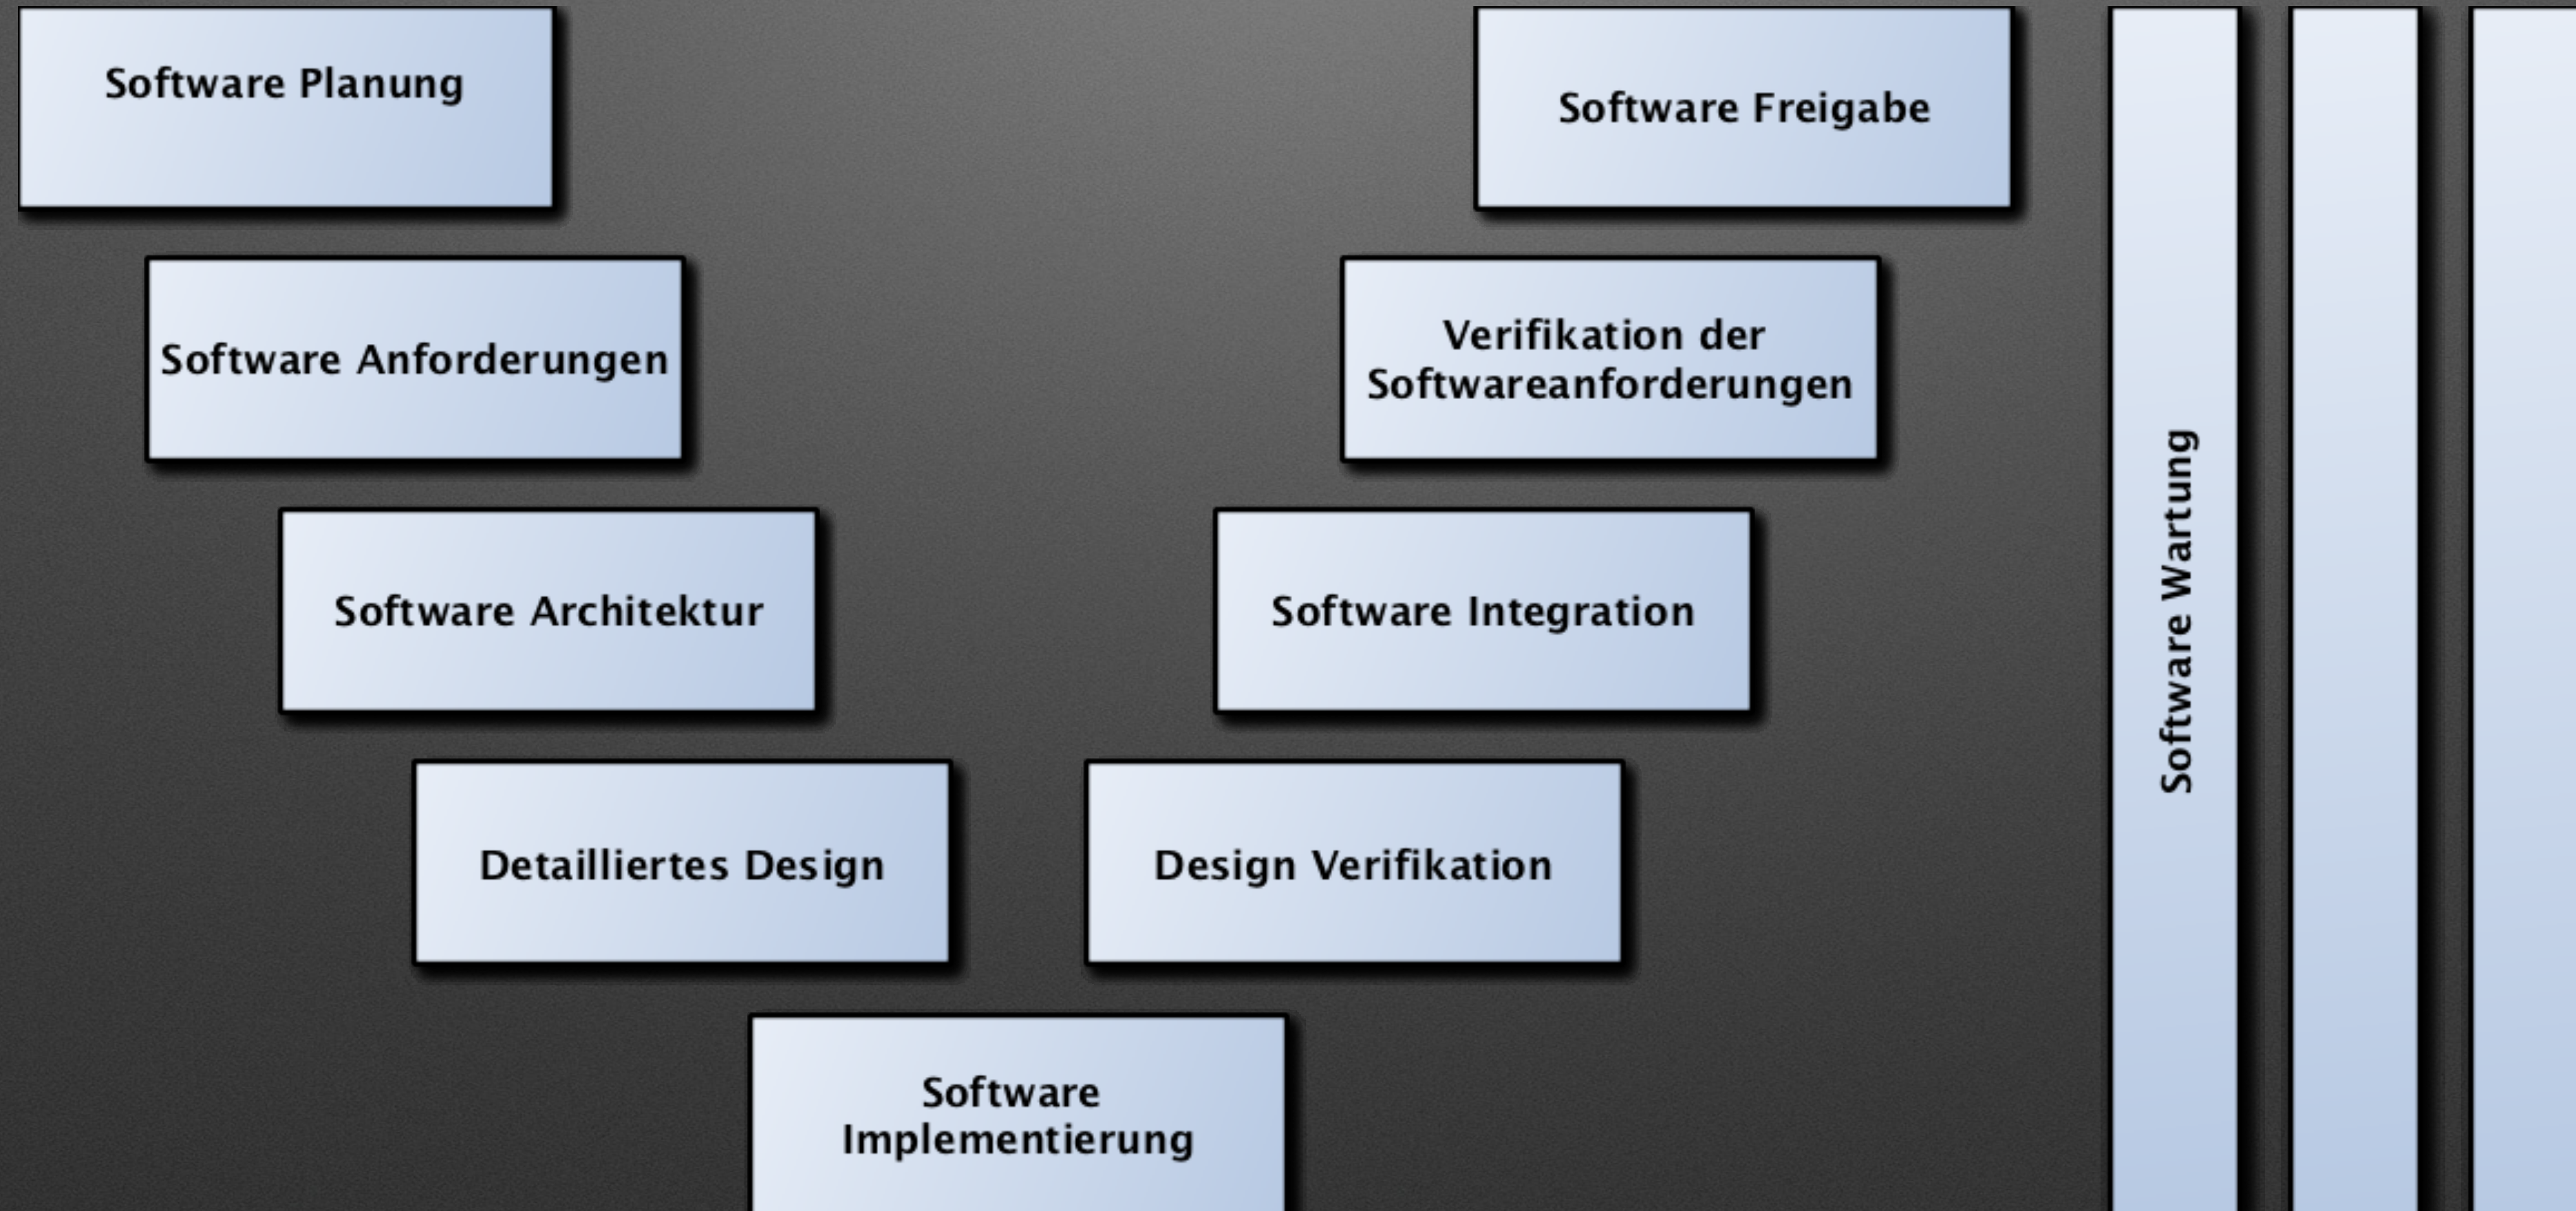 Software Planung
Software Freigabe
Software Anforderungen
Verifikation der
Softwareanforderungen
Software Architektur
Software Integration
Software Wartung
Detailliertes Design
Design Verifikation
Software
Implementierung